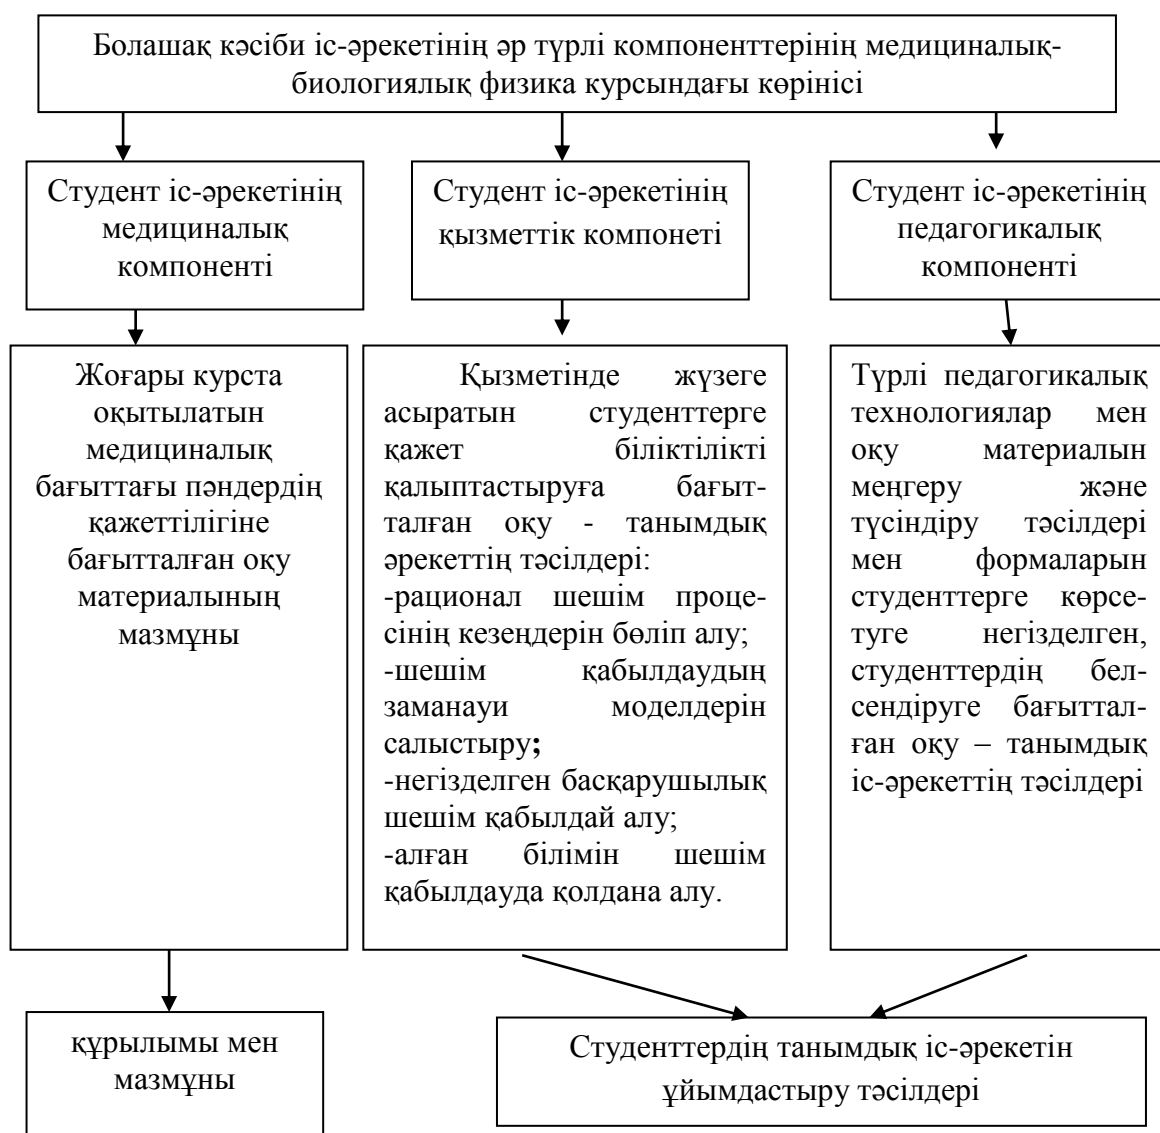 Болашақ кәсіби іс-әрекетінің әр түрлі компоненттерінің медициналық-
биологиялық физика курсындағы көрінісі
Студент іс-әрекетінің
медициналық
компоненті
Студент іс-әрекетінің
қызметтік компонеті
Студент іс-әрекетінің
педагогикалық
компоненті
Жоғары курста
оқытылатын
медициналық
бағыттағы пәндердің
қажеттілігіне
бағытталған оқу
материалының
мазмұны
Қызметінде жүзеге
асыратын студенттерге
қажет біліктілікті
қалыптастыруға бағыт-
талған оқу - танымдық
әрекеттің тәсілдері:
-рационал шешім проце-
сінің кезеңдерін бөліп алу;
-шешім қабылдаудың
заманауи моделдерін
салыстыру;
-негізделген басқарушылық
шешім қабылдай алу;
-алған білімін шешім
қабылдауда қолдана алу.
Түрлі педагогикалық
технологиялар мен
оқу материалын
меңгеру және
түсіндіру тәсілдері
мен формаларын
студенттерге көрсе-
туге негізделген,
студенттердің бел-
сендіруге бағыттал-
ған оқу – танымдық
іс-әрекеттің тәсілдері
құрылымы мен
мазмұны
Студенттердің танымдық іс-әрекетін
ұйымдастыру тәсілдері